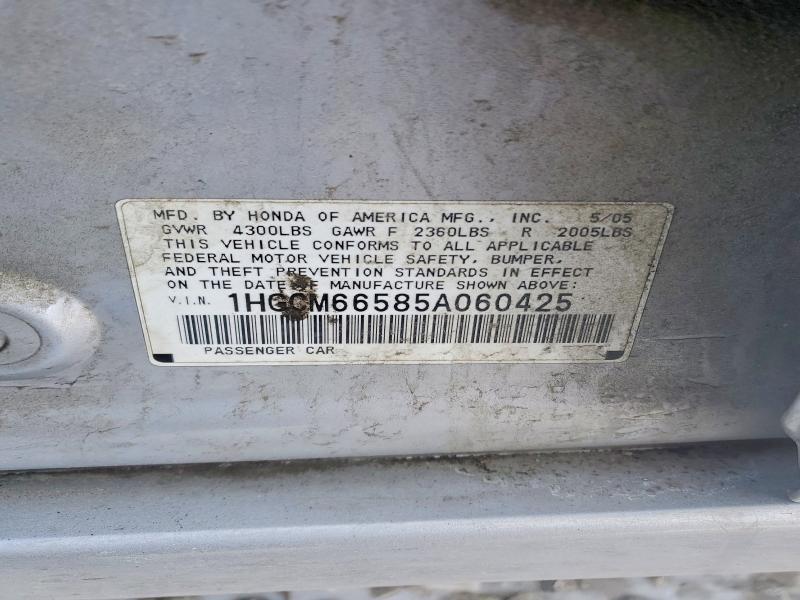 MFD. BY HONDA OF AMERICA MFG., INC. 5/05
GVWR 4300LBS GAWR F 2360LBS R 2005LBS
THIS VEHICLE CONFORMS TO ALL APPLICABLE
FEDERAL MOTOR VEHICLE SAFETY, BUMPER,
AND THEFT PREVENTION STANDARDS IN EFFECT
ON THE DATE OF MANUFACTURE SHOWN ABOVE:
V.I.N. 1HGCM66585A060425
PASSENGER CAR